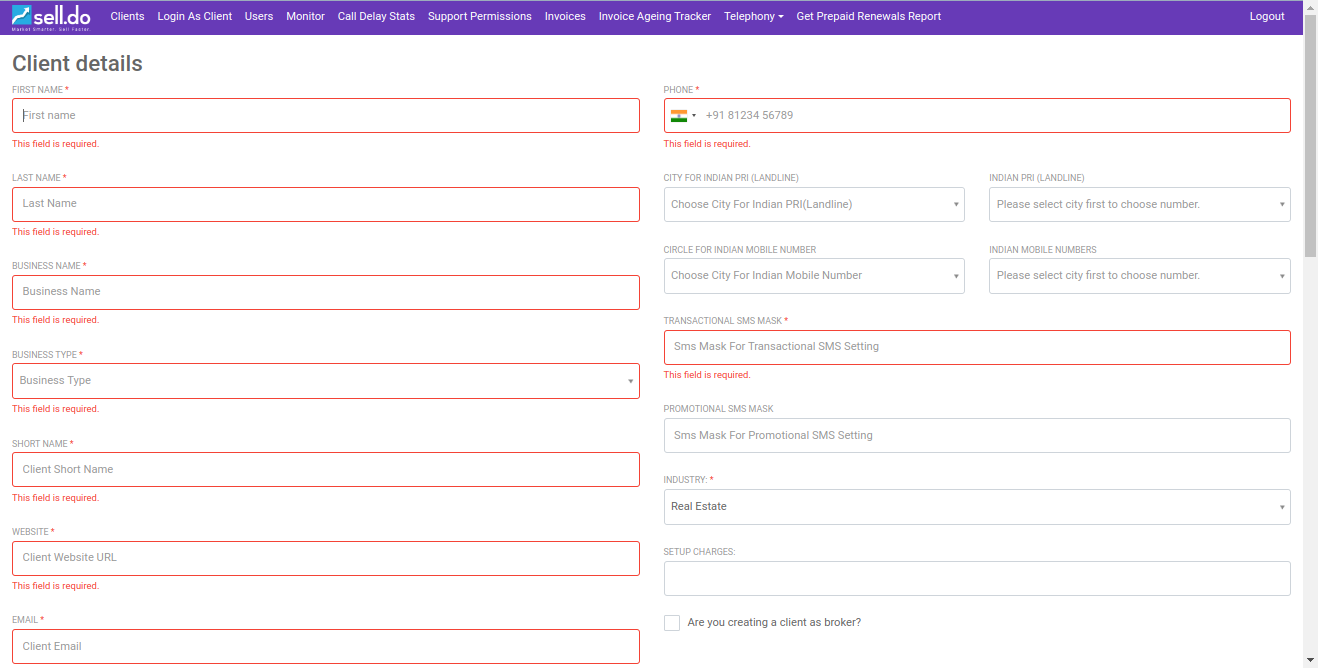 sell.do
Market Smarter. Sell Faster.
Clients Login As Client Users Monitor Call Delay Stats Support Permissions Invoices Invoice Ageing Tracker Telephony Get Prepaid Renewals Report Logout
Client details
FIRST NAME *
First name
This field is required.
LAST NAME *
Last Name
This field is required.
BUSINESS NAME *
Business Name
This field is required.
BUSINESS TYPE *
Business Type
This field is required.
SHORT NAME *
Client Short Name
This field is required.
WEBSITE *
Client Website URL
This field is required.
EMAIL *
Client Email
PHONE *
+91 81234 56789
This field is required.
CITY FOR INDIAN PRI (LANDLINE) INDIAN PRI (LANDLINE)
Choose City For Indian PRI(Landline) Please select city first to choose number.
CIRCLE FOR INDIAN MOBILE NUMBER INDIAN MOBILE NUMBERS
Choose City For Indian Mobile Number Please select city first to choose number.
TRANSACTIONAL SMS MASK *
Sms Mask For Transactional SMS Setting
This field is required.
PROMOTIONAL SMS MASK
Sms Mask For Promotional SMS Setting
INDUSTRY: *
Real Estate
SETUP CHARGES:
Are you creating a client as broker?